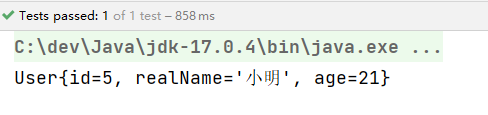 Tests passed: 1 of 1 test – 858 ms
C:\dev\Java\jdk-17.0.4\bin\java.exe ...
User{id=5, realName='小明', age=21}